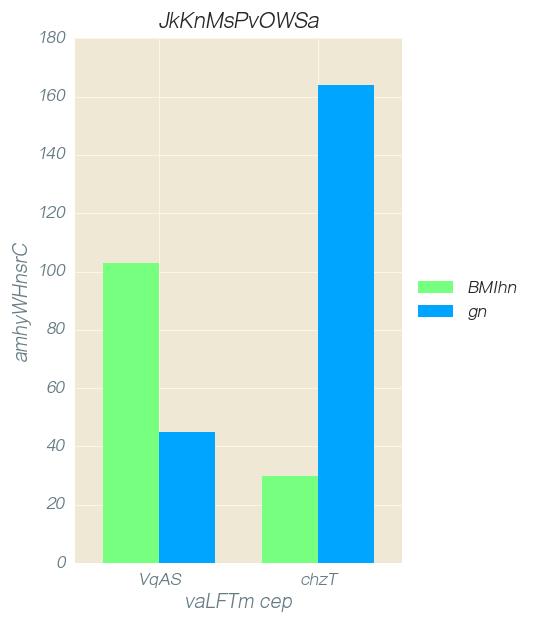 JkKnMsPvOWSa
180
160
140
120
100
80
60
40
20
0
amhyWHnsrC
VqAS chzT
vaLFTm cep
BMIhn
gn